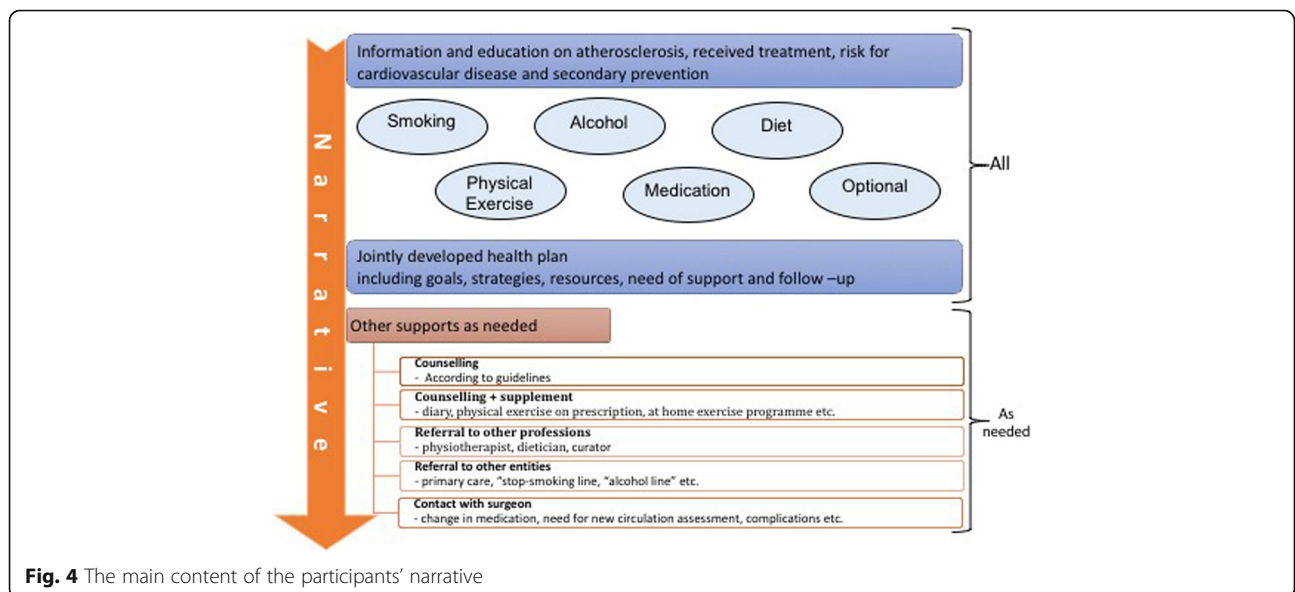 Narrative
Information and education on atherosclerosis, received treatment, risk for
cardiovascular disease and secondary prevention
Smoking
Alcohol
Diet
Physical
Exercise
Medication
Optional
All
Jointly developed health plan
including goals, strategies, resources, need of support and follow –up
Other supports as needed
Counselling
- According to guidelines
Counselling + supplement
- diary, physical exercise on prescription, at home exercise programme etc.
Referral to other professions
- physiotherapist, dietician, curator
Referral to other entities
- primary care, “stop-smoking line, “alcohol line” etc.
Contact with surgeon
- change in medication, need for new circulation assessment, complications etc.
As
needed
Fig. 4 The main content of the participants’ narrative